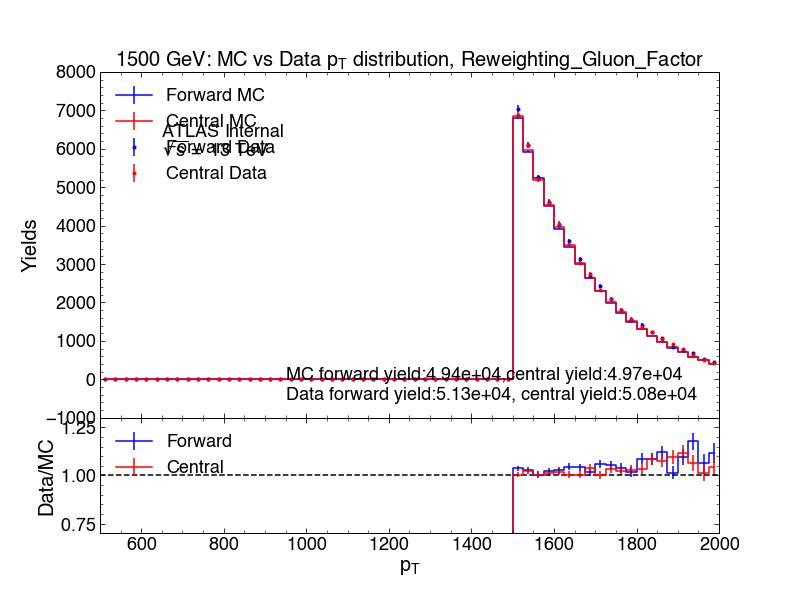 1500 GeV: MC vs Data pT distribution, Reweighting_Gluon_Factor
8000
7000
6000
5000
4000
3000
2000
1000
0
−1000
Yields
Forward MC
Central MC
ATLAS Internal
Forward Data
√s = 13 TeV
Central Data
MC forward yield:4.94e+04 central yield:4.97e+04
Data forward yield:5.13e+04, central yield:5.08e+04
1.25
1.00
0.75
Data/MC
Forward
Central
600 800 1000 1200 1400 1600 1800 2000
pT